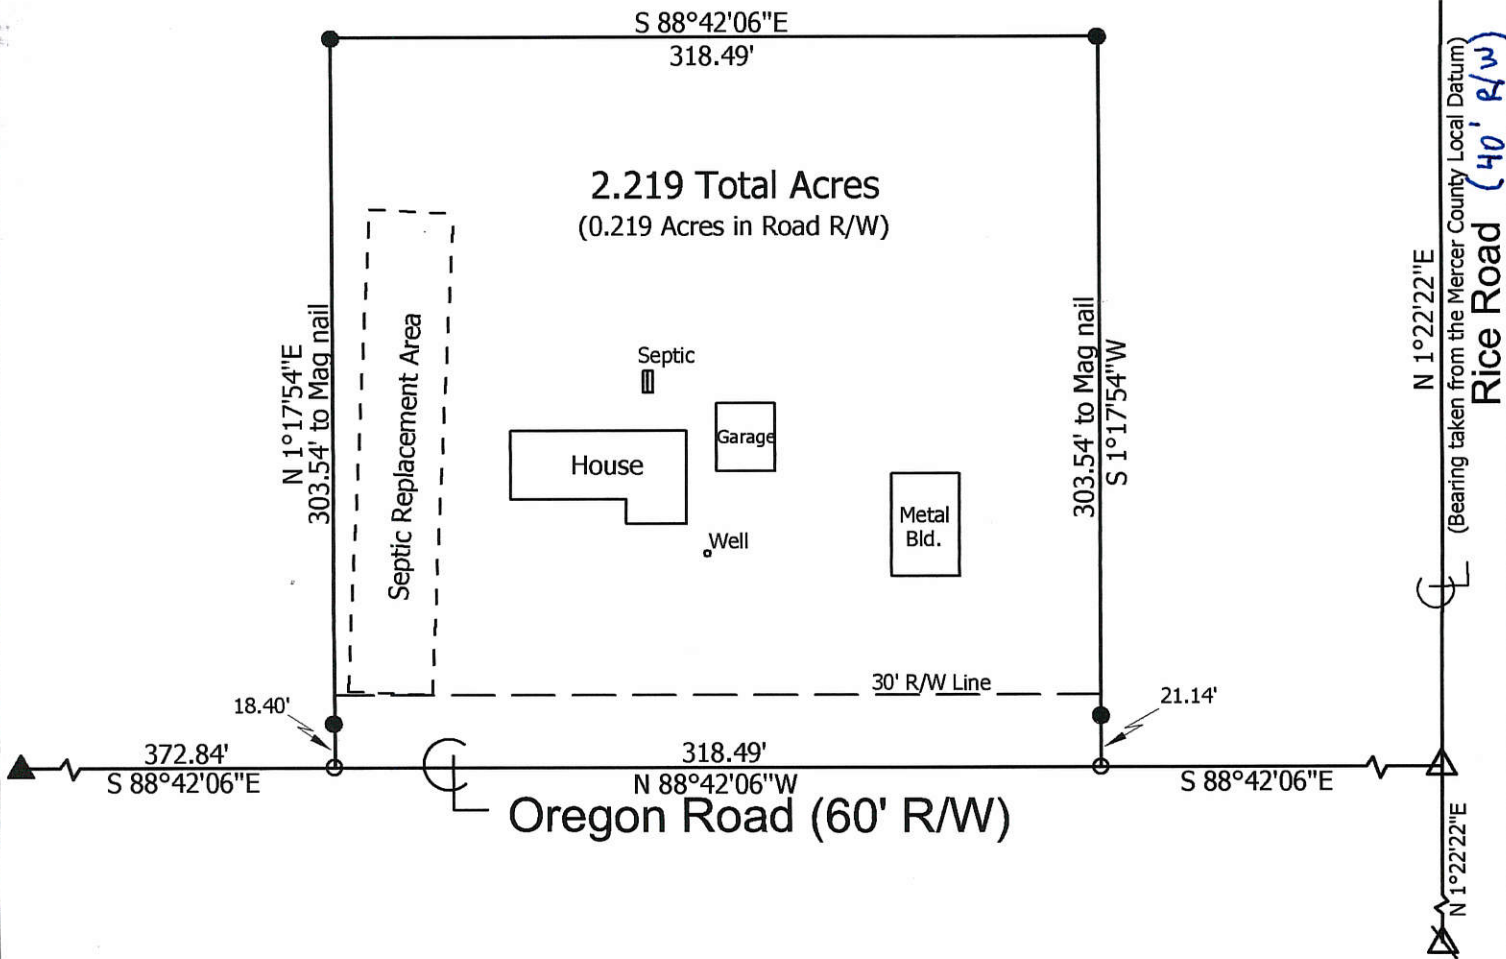 S 88°42'06"E
318.49'
2.219 Total Acres
(0.219 Acres in Road R/W)
N 1°17'54"E
303.54' to Mag nail
Septic Replacement Area
Septic
House
Garage
Well
Metal
Bld.
303.54' to Mag nail
S 1°17'54"W
N 1°22'22"E
(Bearing taken from the Mercer County Local Datum)
Rice Road (40' R/W)
30' R/W Line
18.40'
21.14'
372.84'
S 88°42'06"E
318.49'
N 88°42'06"W
S 88°42'06"E
Oregon Road (60' R/W)
N 1°22'22"E